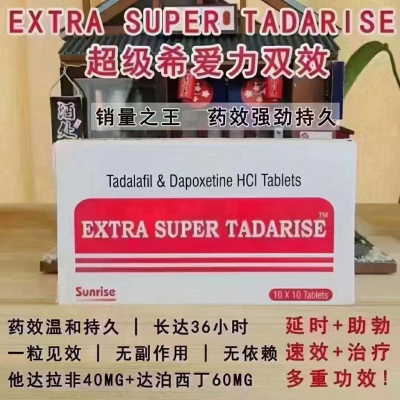 EXTRA SUPER TADARISE
超级希爱力双效
销量之王 药效强劲持久
酒处
Tadalafil & Dapoxetine HCl Tablets
EXTRA SUPER TADARISE™
Sunrise
10 X 10 Tablets
药效温和持久 | 长达36小时
一粒见效 | 无副作用 | 无依赖
他达拉非40MG+达泊西丁60MG
延时+助勃
速效+治疗
多重功效!